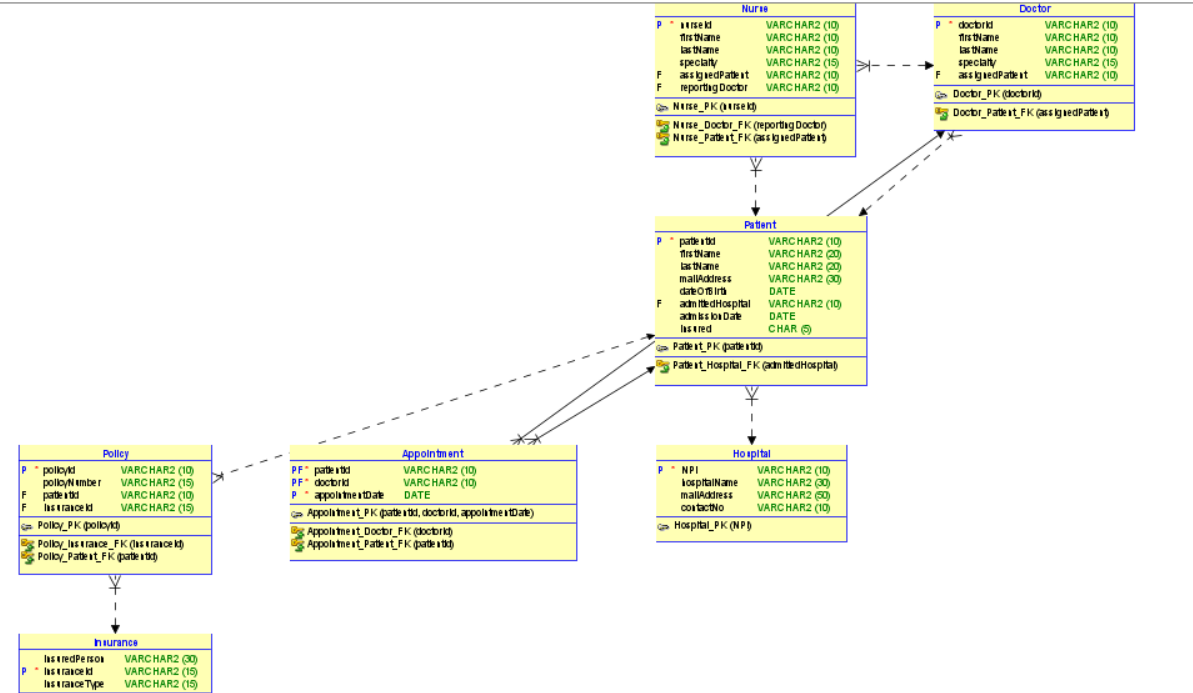 Nurse
P * nurseId VARCHAR2 (10)
firstName VARCHAR2 (10)
lastName VARCHAR2 (10)
specialty VARCHAR2 (15)
F assignedPatient VARCHAR2 (10)
F reportingDoctor VARCHAR2 (10)
Nurse_PK (nurseId)
Nurse_Doctor_FK (reportingDoctor)
Nurse_Patient_FK (assignedPatient)
Doctor
P * doctorId VARCHAR2 (10)
firstName VARCHAR2 (10)
lastName VARCHAR2 (10)
specialty VARCHAR2 (15)
F assignedPatient VARCHAR2 (10)
Doctor_PK (doctorId)
Doctor_Patient_FK (assignedPatient)
Patient
P * patientId VARCHAR2 (10)
firstName VARCHAR2 (20)
lastName VARCHAR2 (20)
mailAddress VARCHAR2 (30)
dateOfBirth DATE
F admittedHospital VARCHAR2 (10)
admissionDate DATE
Insured CHAR (5)
Patient_PK (patientId)
Patient_Hospital_FK (admittedHospital)
Policy
P * policyId VARCHAR2 (10)
policyNumber VARCHAR2 (15)
F patientId VARCHAR2 (10)
F InsuranceId VARCHAR2 (15)
Policy_PK (policyId)
Policy_Insurance_FK (InsuranceId)
Policy_Patient_FK (patientId)
Appointment
PF * patientId VARCHAR2 (10)
PF * doctorId VARCHAR2 (10)
P * appointmentDate DATE
Appointment_PK (patientId, doctorId, appointmentDate)
Appointment_Doctor_FK (doctorId)
Appointment_Patient_FK (patientId)
Hospital
P * NPI VARCHAR2 (10)
hospitalName VARCHAR2 (30)
mailAddress VARCHAR2 (50)
contactNo VARCHAR2 (10)
Hospital_PK (NPI)
Insurance
InsuredPerson VARCHAR2 (30)
P * InsuranceId VARCHAR2 (15)
InsuranceType VARCHAR2 (15)